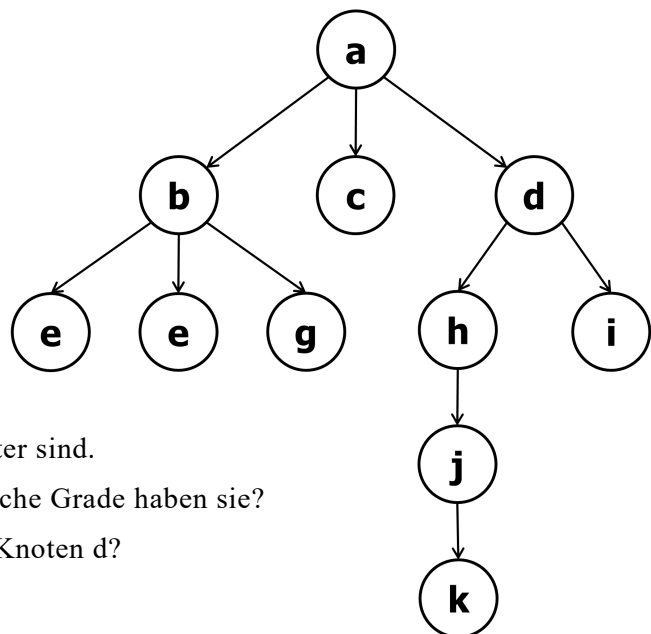 a
b c d
e e g h i
ter sind.
j
che Grade haben sie?
Knoten d?
k